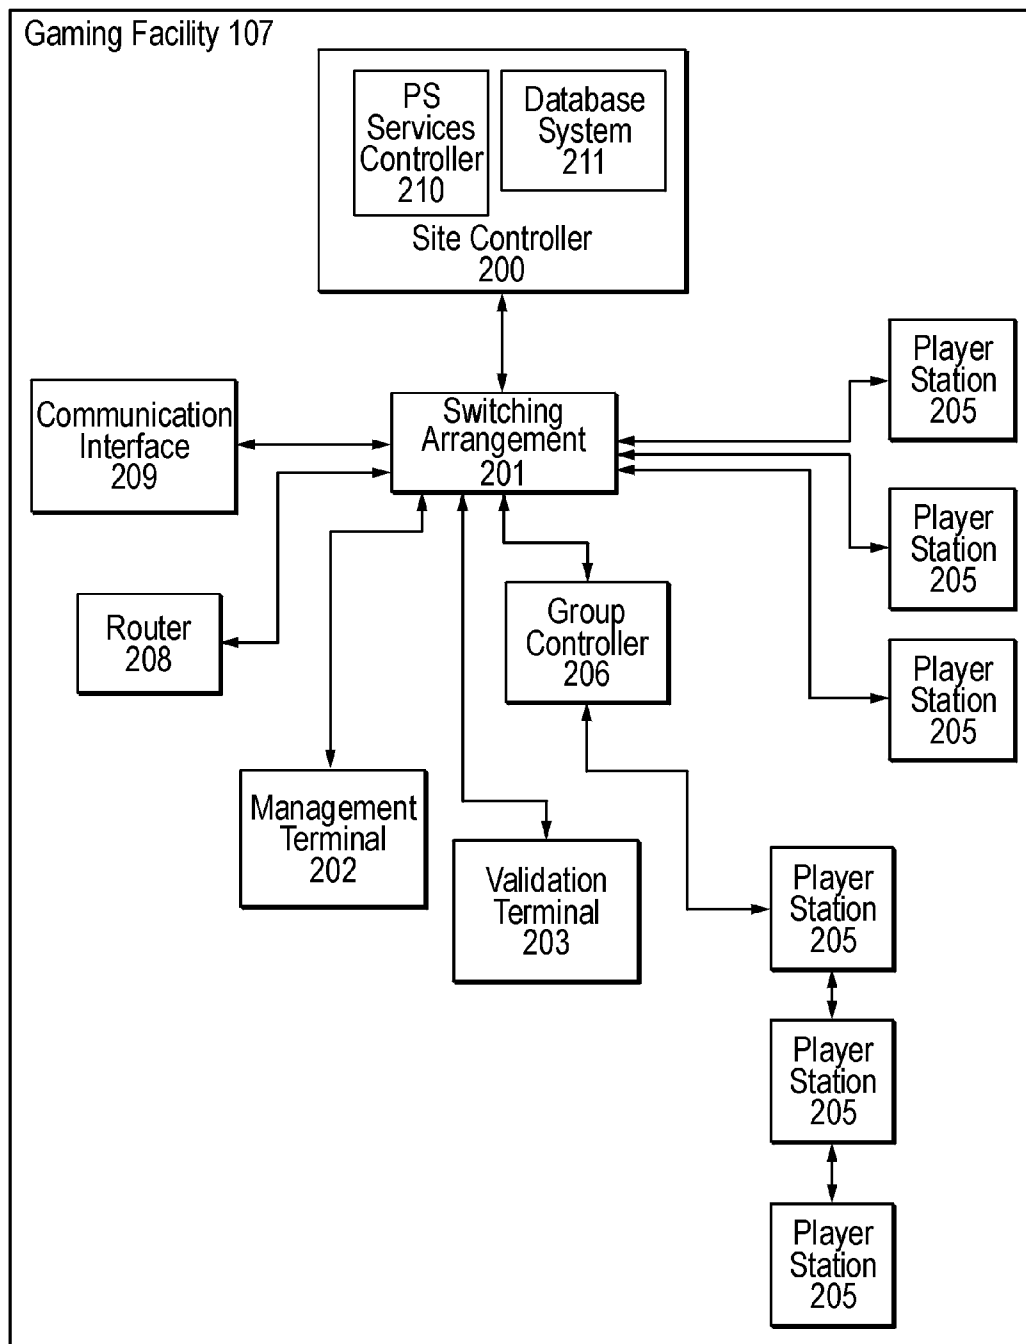 Gaming Facility 107
PS
Services
Controller
210
Database
System
211
Site Controller
200
Communication
Interface
209
Switching
Arrangement
201
Player
Station
205
Player
Station
205
Router
208
Group
Controller
206
Player
Station
205
Management
Terminal
202
Validation
Terminal
203
Player
Station
205
Player
Station
205
Player
Station
205